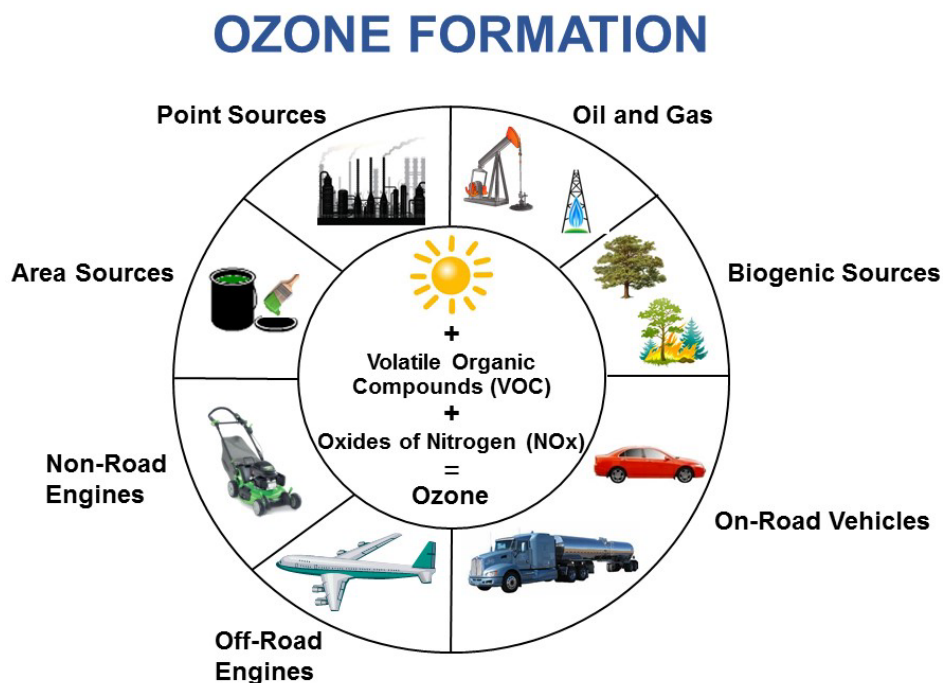 OZONE FORMATION
Point Sources
Oil and Gas
Area Sources
Biogenic Sources
+
Volatile Organic
Compounds (VOC)
+
Oxides of Nitrogen (NOx)
=
Ozone
Non-Road
Engines
On-Road Vehicles
Off-Road
Engines